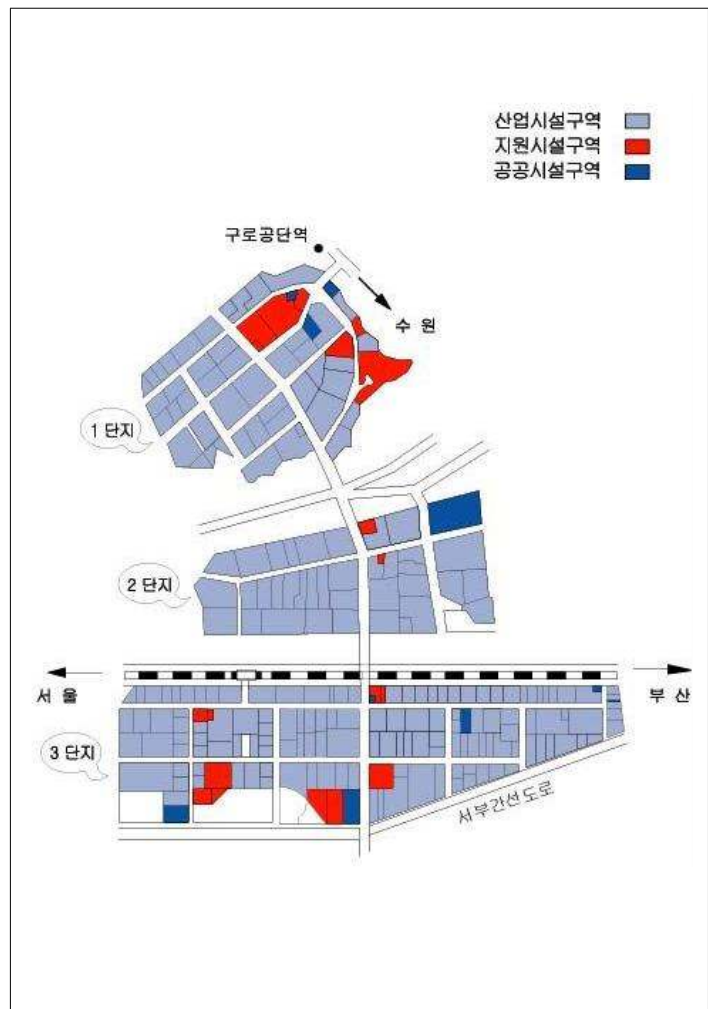 산업시설구역
지원시설구역
공공시설구역
구로공단역
수 원
1 단지
2 단지
서 울
부 산
3 단지
서부간선도로